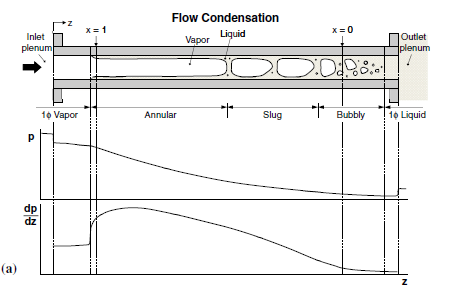 Flow Condensation
z
x = 1
x = 0
Inlet
plenum
Vapor
Liquid
Outlet
plenum
1ϕ Vapor
Annular
Slug
Bubbly
1ϕ Liquid
p
dp
dz
z
(a)